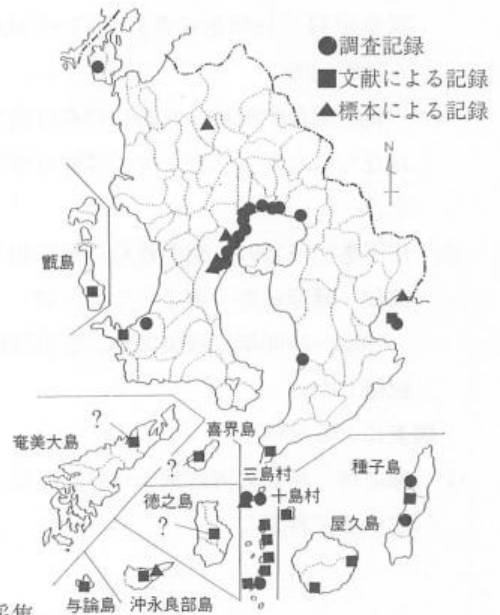 ●調査記録
■文献による記録
▲標本による記録
N
甑島
?
奄美大島
喜界島
?
三島村
種子島
徳之島
十島村
?
屋久島
与論島
沖永良部島